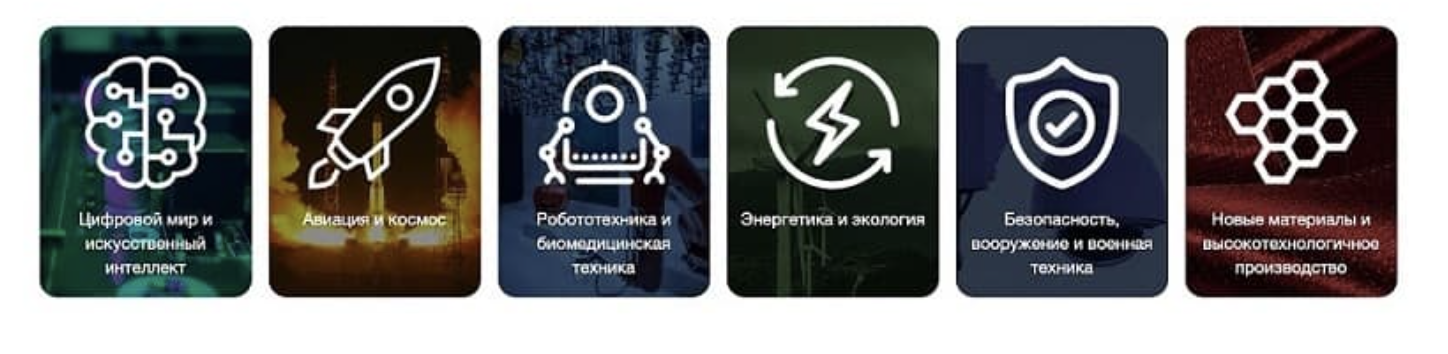 Цифровой мир и
искусственный
интеллект
Авиация и космос
Робототехника и
биомедицинская
техника
Энергетика и экология
Безопасность,
вооружение и военная
техника
Новые материалы и
высокотехнологичное
производство